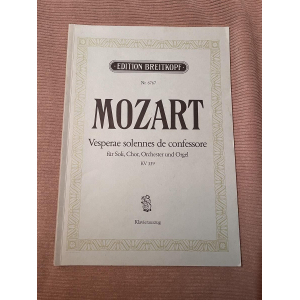 EDITION BREITKOPF
MOZART
Vesperae solennes de confessore
für Soli, Chor, Orchester und Orgel
KV 339
Klavierauszug